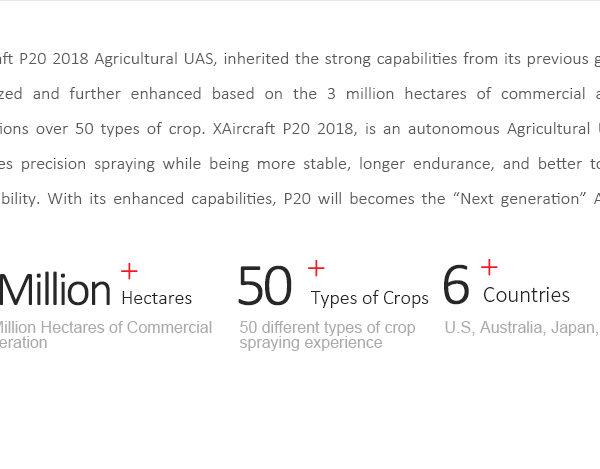 aft P20 2018 Agricultural UAS, inherited the strong capabilities from its previous g
zed and further enhanced based on the 3 million hectares of commercial a
tions over 50 types of crop. XAircraft P20 2018, is an autonomous Agricultural U
es precision spraying while being more stable, longer endurance, and better to
bility. With its enhanced capabilities, P20 will becomes the “Next generation” A
Million + Hectares
50 + Types of Crops
6 + Countries
Million Hectares of Commercial
eration
50 different types of crop
spraying experience
U.S, Australia, Japan,